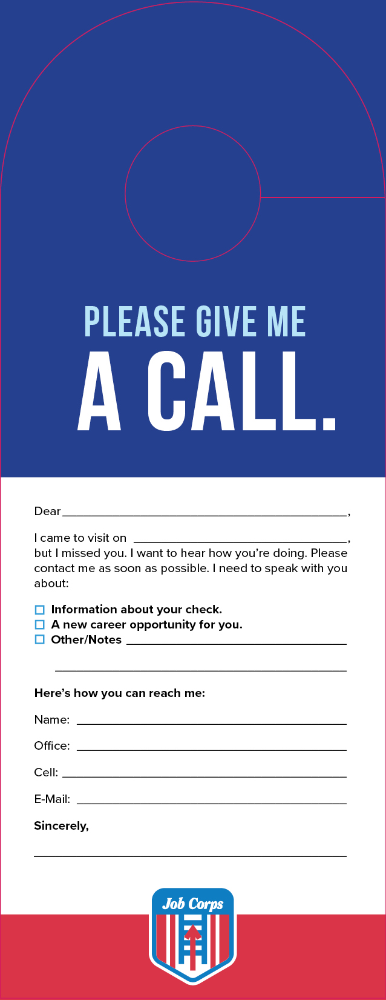 PLEASE GIVE ME
A CALL.
Dear ,
I came to visit on ,
but I missed you. I want to hear how you’re doing. Please
contact me as soon as possible. I need to speak with you
about:
Information about your check.
A new career opportunity for you.
Other/Notes
Here’s how you can reach me:
Name:
Office:
Cell:
E-Mail:
Sincerely,
Job Corps